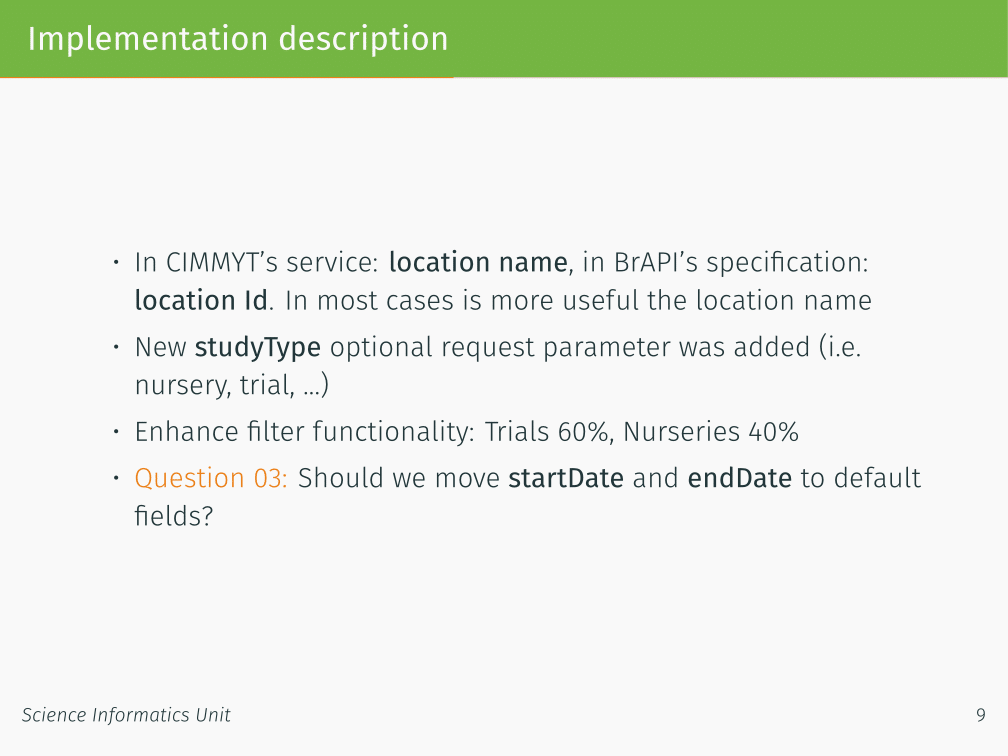 Implementation description
• In CIMMYT’s service: location name, in BrAPI’s specification:
location Id. In most cases is more useful the location name
• New studyType optional request parameter was added (i.e.
nursery, trial, ...)
• Enhance filter functionality: Trials 60%, Nurseries 40%
• Question 03: Should we move startDate and endDate to default
fields?
Science Informatics Unit
9